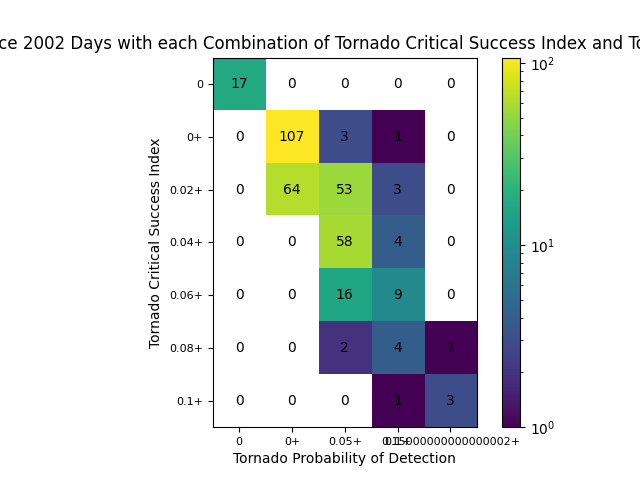 ce 2002 Days with each Combination of Tornado Critical Success Index and To
Tornado Critical Success Index
0 17 0 0 0 0
0+ 0 107 3 1 0
0.02+ 0 64 53 3 0
0.04+ 0 0 58 4 0
0.06+ 0 0 16 9 0
0.08+ 0 0 2 4 1
0.1+ 0 0 0 1 3
0 0+ 0.05+ 0.1+ 0.15000000000000002+
Tornado Probability of Detection
10²
10¹
10⁰